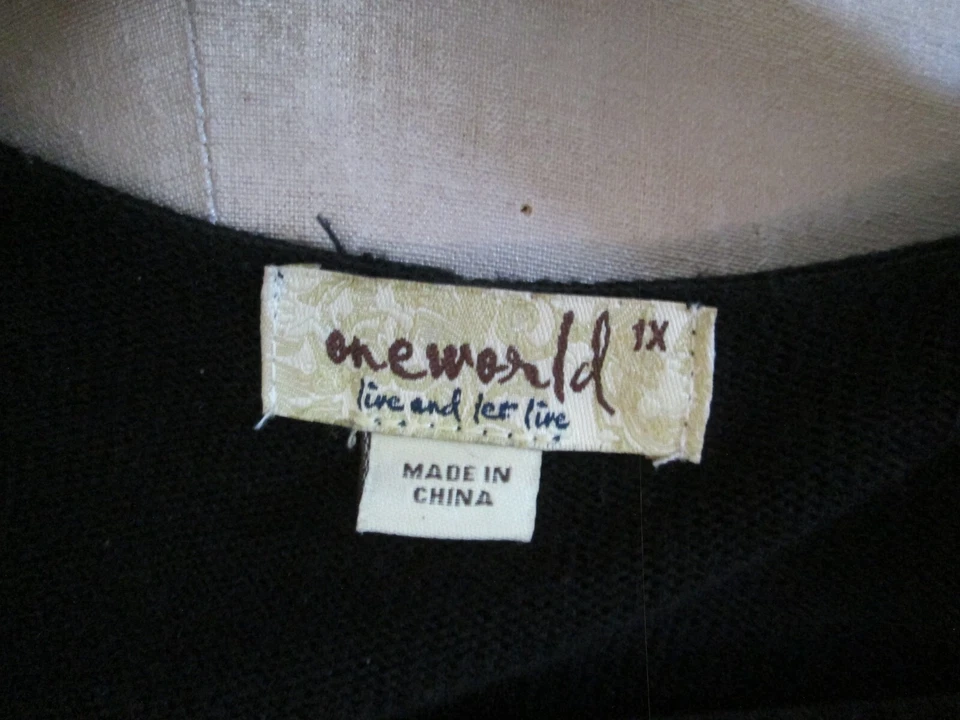 oneworld 1X
live and let live
MADE IN
CHINA